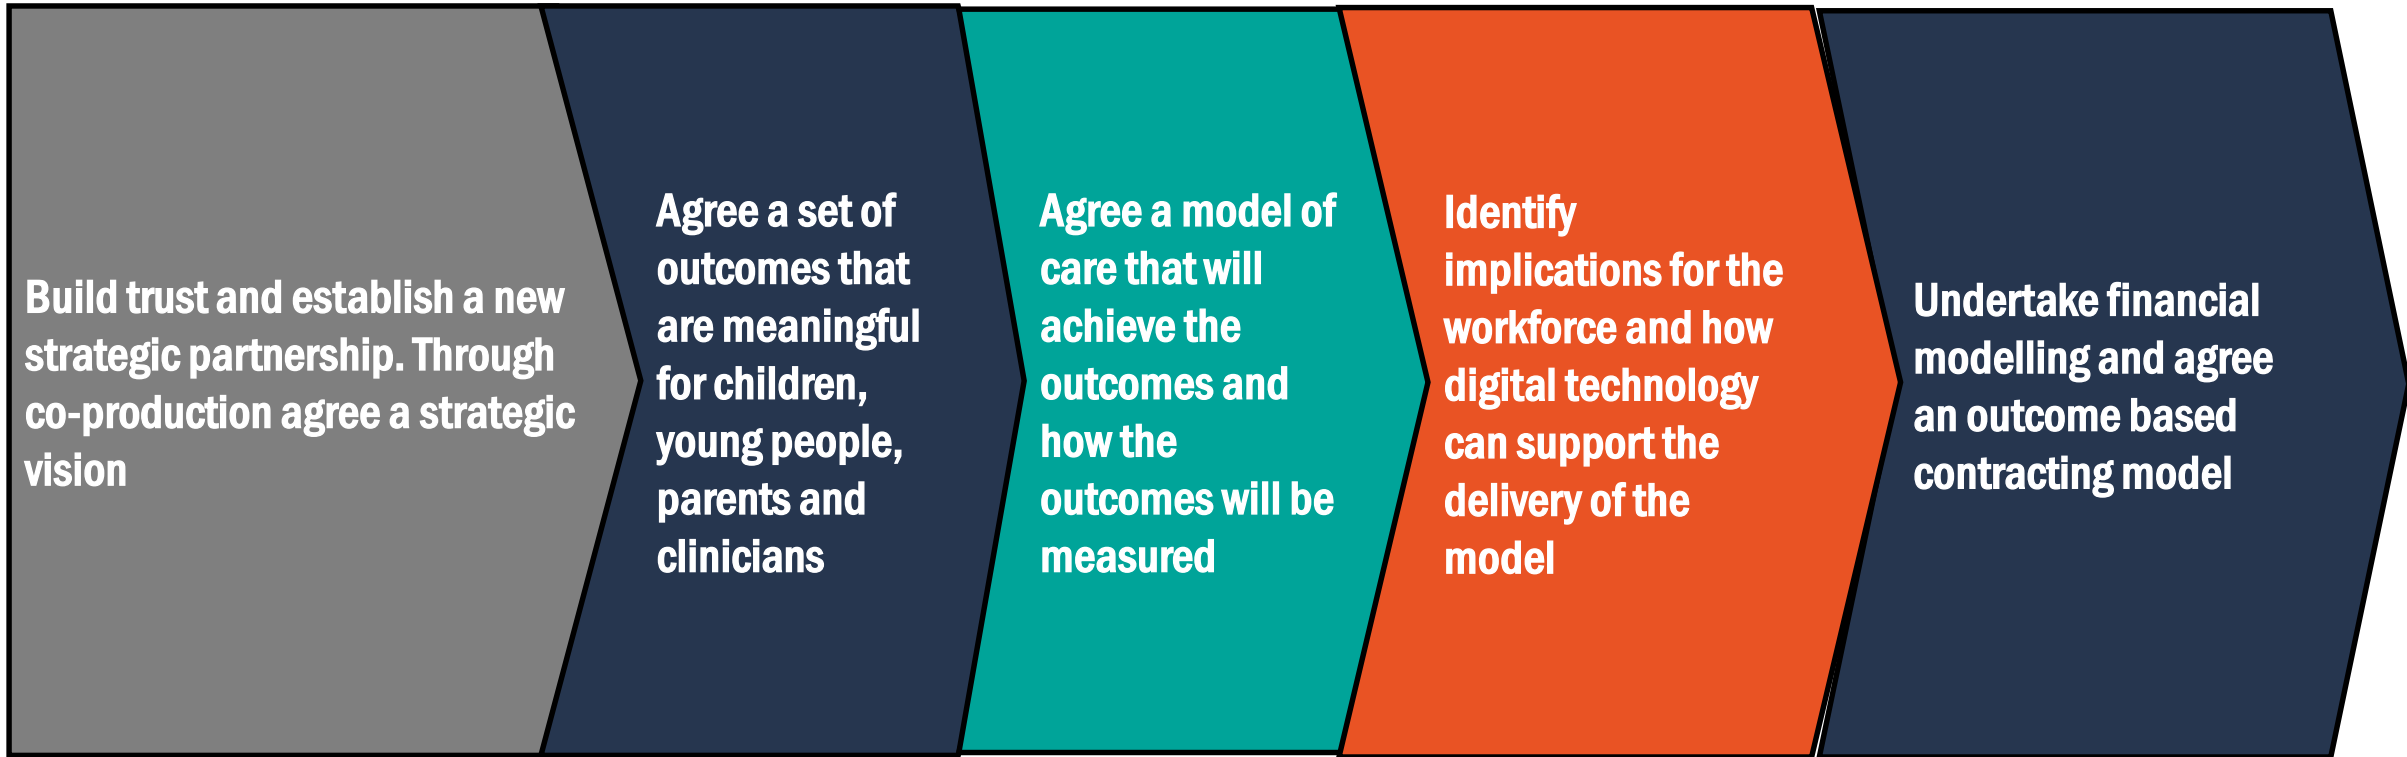 Build trust and establish a new
strategic partnership. Through
co-production agree a strategic
vision
Agree a set of
outcomes that
are meaningful
for children,
young people,
parents and
clinicians
Agree a model of
care that will
achieve the
outcomes and
how the
outcomes will be
measured
Identify
implications for the
workforce and how
digital technology
can support the
delivery of the
model
Undertake financial
modelling and agree
an outcome based
contracting model